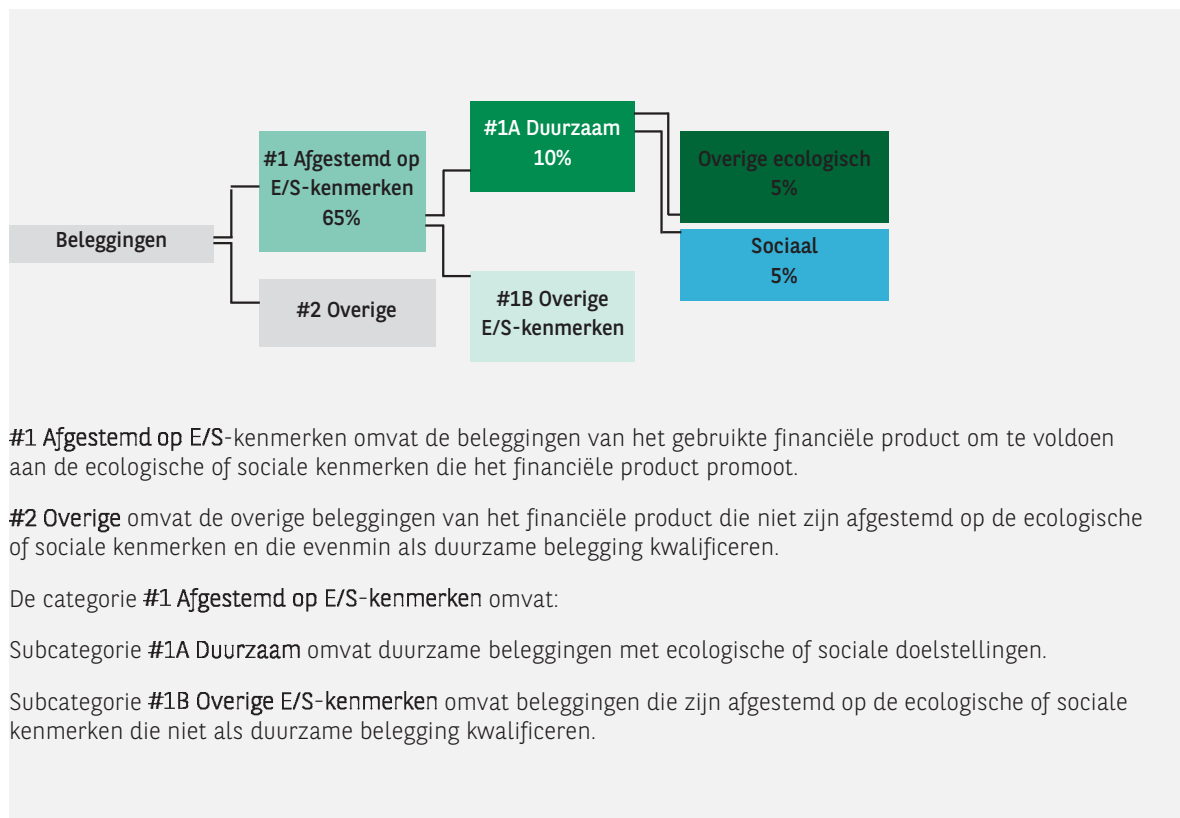 Beleggingen
#1 Afgestemd op
E/S-kenmerken
65%
#2 Overige
#1A Duurzaam
10%
#1B Overige
E/S-kenmerken
Overige ecologisch
5%
Sociaal
5%
#1 Afgestemd op E/S-kenmerken omvat de beleggingen van het gebruikte financiële product om te voldoen
aan de ecologische of sociale kenmerken die het financiële product promoot.
#2 Overige omvat de overige beleggingen van het financiële product die niet zijn afgestemd op de ecologische
of sociale kenmerken en die evenmin als duurzame belegging kwalificeren.
De categorie #1 Afgestemd op E/S-kenmerken omvat:
Subcategorie #1A Duurzaam omvat duurzame beleggingen met ecologische of sociale doelstellingen.
Subcategorie #1B Overige E/S-kenmerken omvat beleggingen die zijn afgestemd op de ecologische of sociale
kenmerken die niet als duurzame belegging kwalificeren.